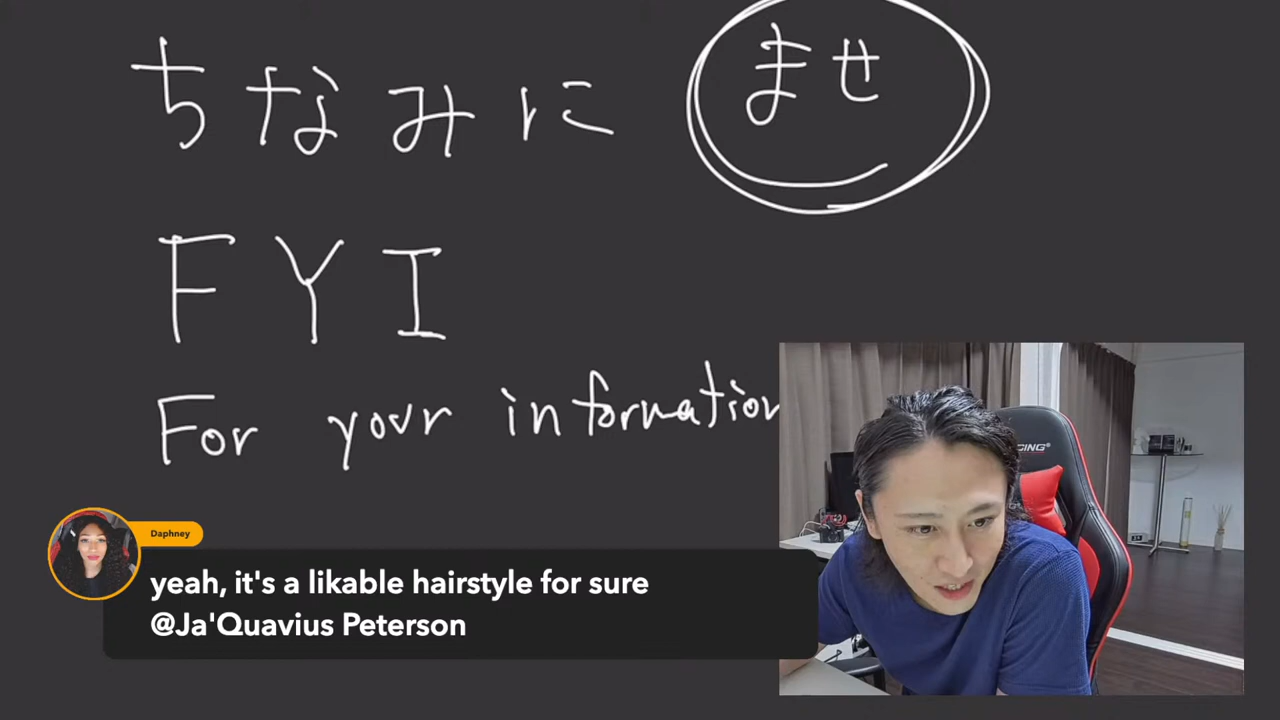 ちなみに ませ
FYI
For your information
Daphney
yeah, it's a likable hairstyle for sure
@Ja'Quavius Peterson